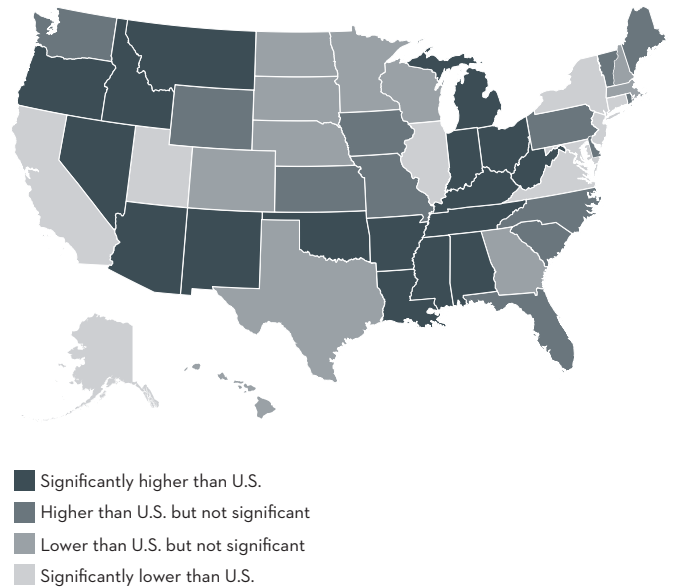 Significantly higher than U.S.
Higher than U.S. but not significant
Lower than U.S. but not significant
Significantly lower than U.S.